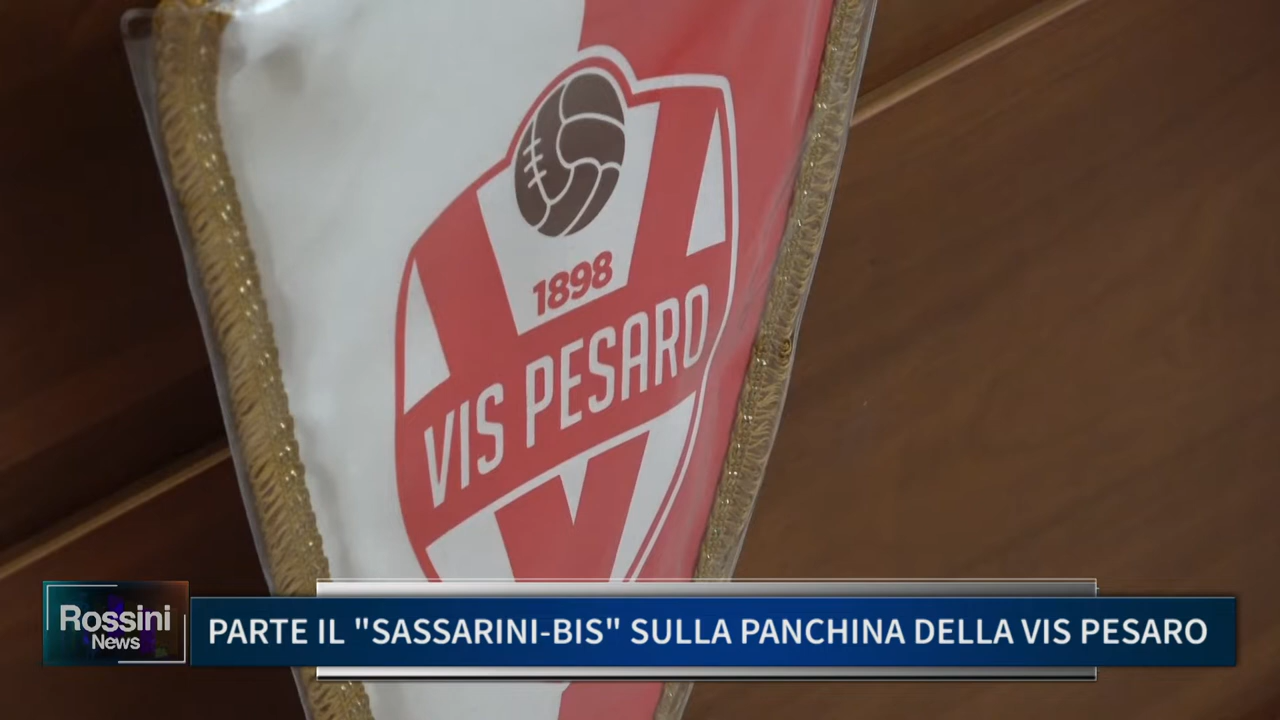 1898
VIS PESARO
Rossini
News
PARTE IL "SASSARINI-BIS" SULLA PANCHINA DELLA VIS PESARO